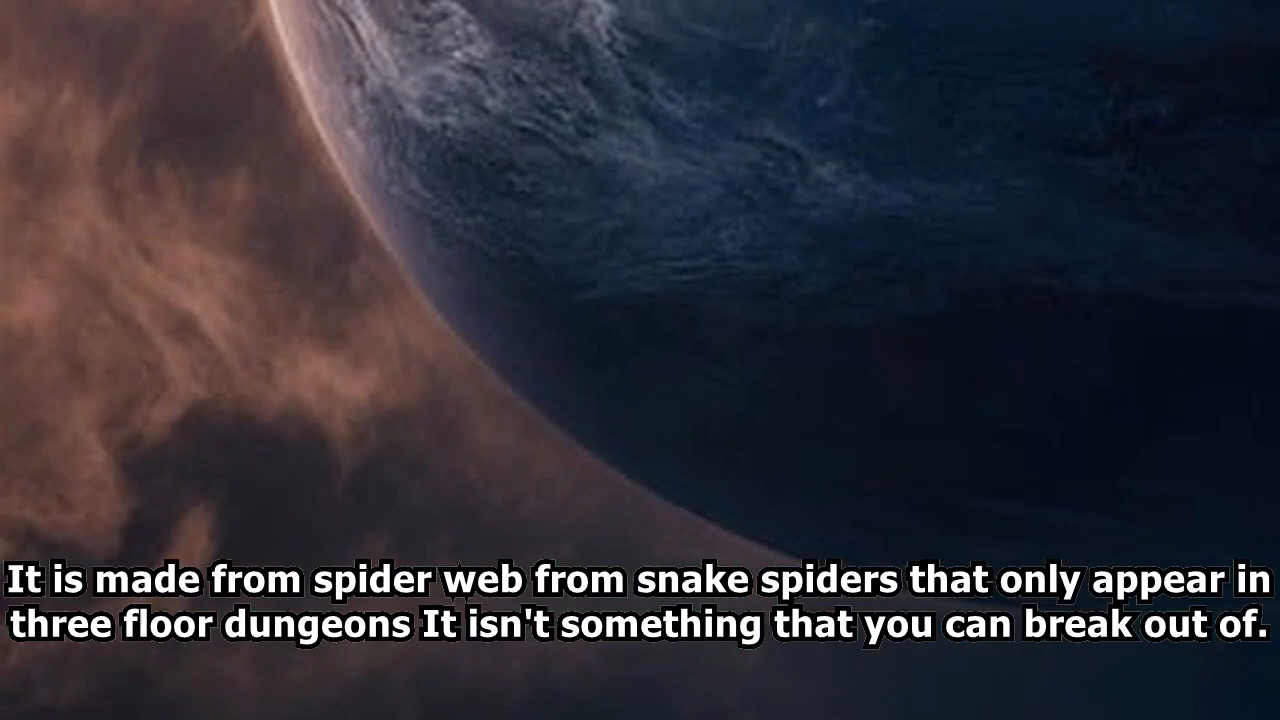 It is made from spider web from snake spiders that only appear in
three floor dungeons It isn't something that you can break out of.